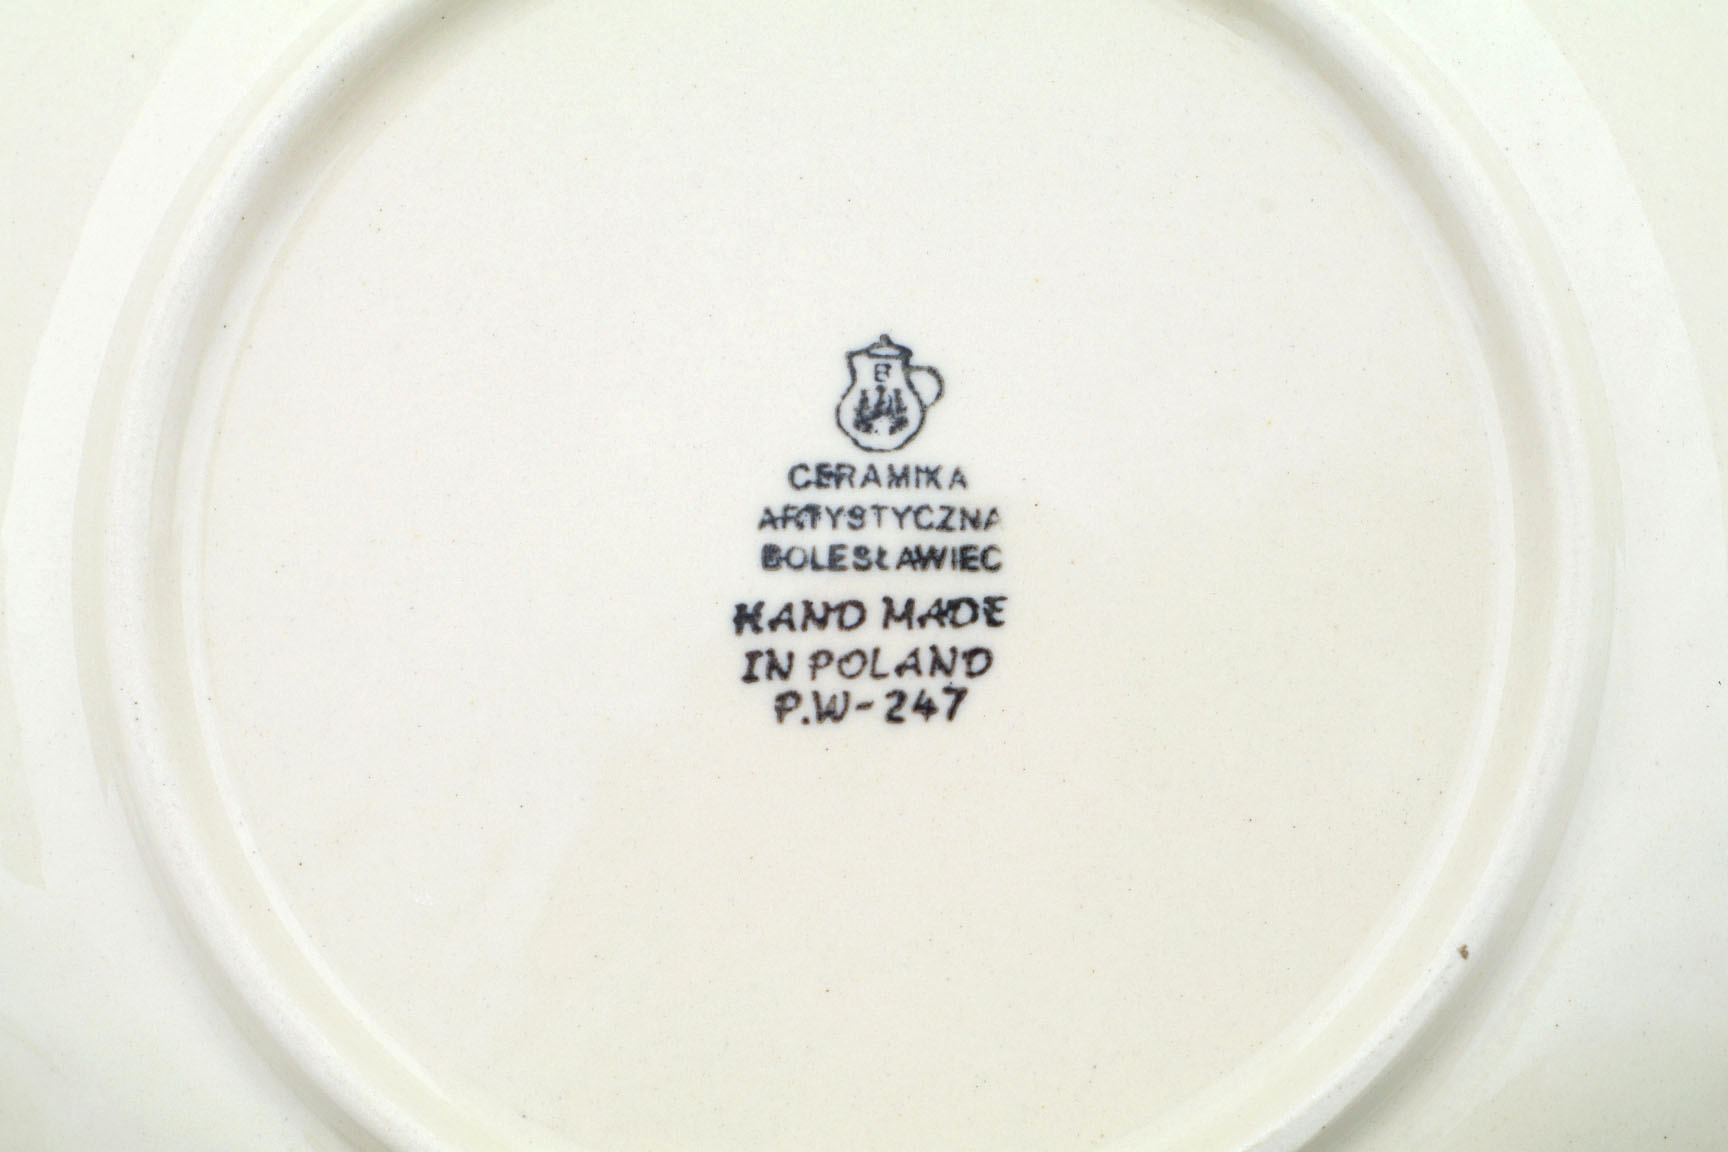 B
CERAMIKA
ARTYSTYCZNA
BOLESŁAWIEC
HAND MADE
IN POLAND
P.W-247